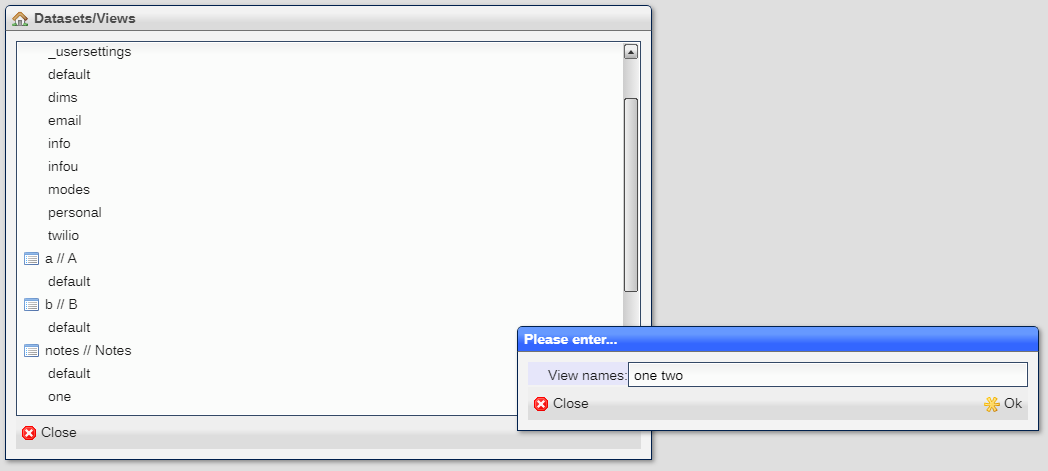 Datasets/Views
_usersettings
default
dims
email
info
infou
modes
personal
twilio
a // A
default
b // B
default
notes // Notes
default
one
Close
Please enter...
View names: one two
Close Ok